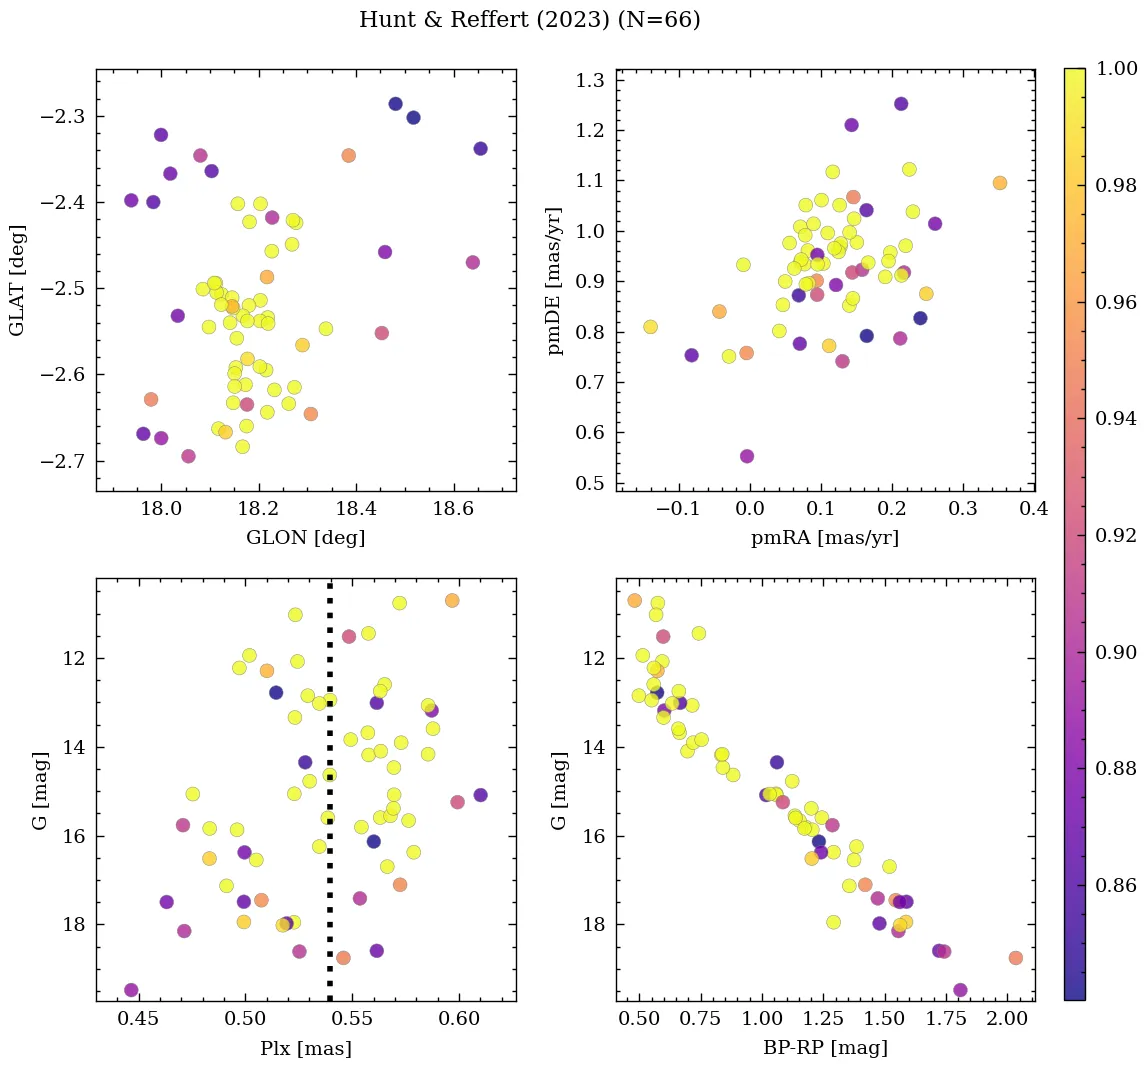 Hunt & Reffert (2023) (N=66)
−2.3
−2.4
−2.5
−2.6
−2.7
GLAT [deg]
18.0 18.2 18.4 18.6
GLON [deg]
1.3
1.2
1.1
1.0
0.9
0.8
0.7
0.6
0.5
pmDE [mas/yr]
−0.1 0.0 0.1 0.2 0.3 0.4
pmRA [mas/yr]
12
14
16
18
G [mag]
0.45 0.50 0.55 0.60
Plx [mas]
12
14
16
18
G [mag]
0.50 0.75 1.00 1.25 1.50 1.75 2.00
BP-RP [mag]
1.00
0.98
0.96
0.94
0.92
0.90
0.88
0.86